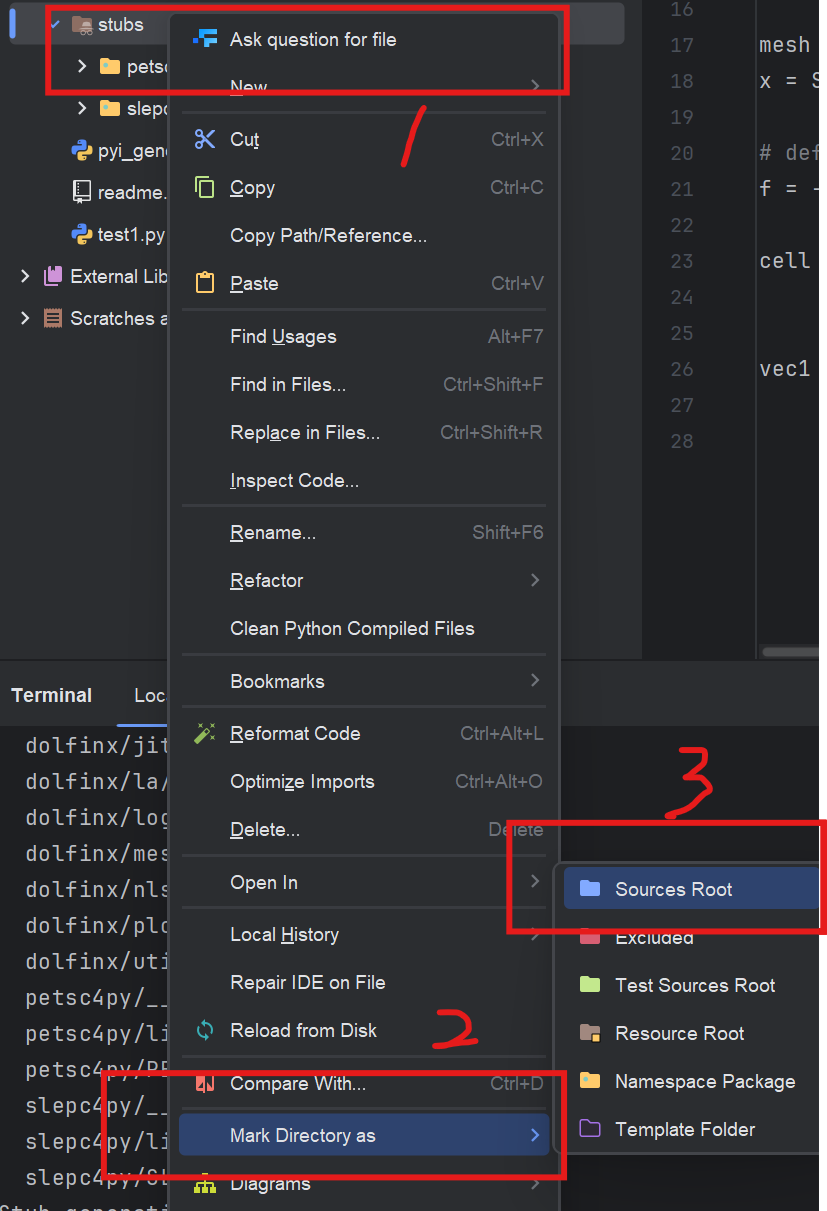 stubs
Ask question for file
petsc
New
slepc
Cut Ctrl+X
pyi_gene
Copy Ctrl+C
readme.
Copy Path/Reference...
test1.py
External Lib
Paste Ctrl+V
Scratches a
Find Usages Alt+F7
Find in Files... Ctrl+Shift+F
Replace in Files... Ctrl+Shift+R
Inspect Code...
Rename... Shift+F6
Refactor
Clean Python Compiled Files
Bookmarks
Reformat Code Ctrl+Alt+L
Optimize Imports Ctrl+Alt+O
Delete... Delete
Open In
Local History
Repair IDE on File
Reload from Disk
Compare With... Ctrl+D
Mark Directory as
Diagrams
1
2
3
Sources Root
Excluded
Test Sources Root
Resource Root
Namespace Package
Template Folder
16
17 mesh
18 x = S
19
20 # def
21 f = -
22
23 cell
24
25
26 vec1
27
28
Terminal Loc
dolfinx/jit
dolfinx/la/
dolfinx/log
dolfinx/mes
dolfinx/nls
dolfinx/plo
dolfinx/uti
petsc4py/__
petsc4py/li
petsc4py/PE
slepc4py/__
slepc4py/li
slepc4py/SL